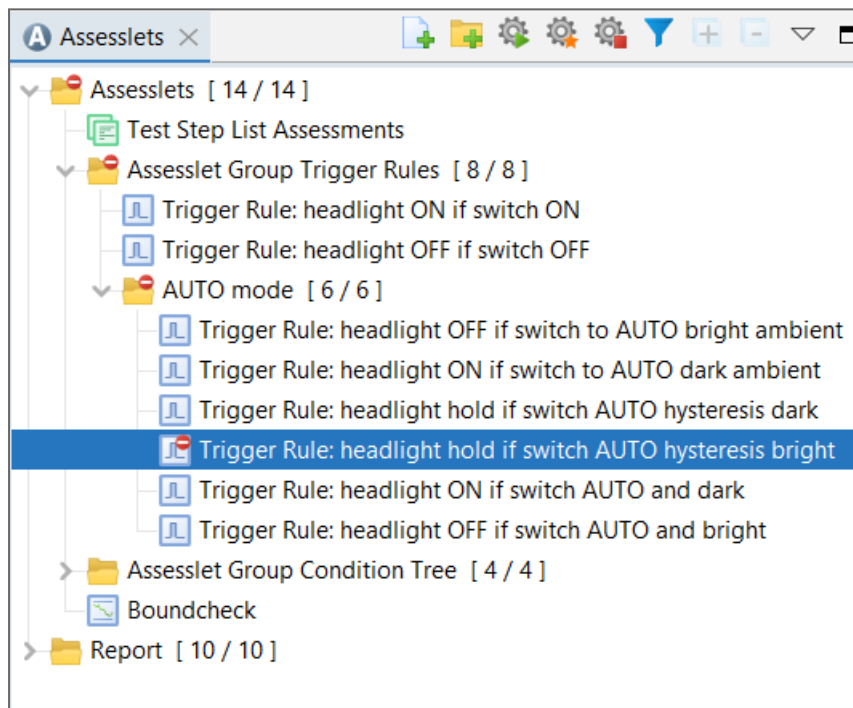 Assesslets
Assesslets [ 14 / 14 ]
Test Step List Assessments
Assesslet Group Trigger Rules [ 8 / 8 ]
Trigger Rule: headlight ON if switch ON
Trigger Rule: headlight OFF if switch OFF
AUTO mode [ 6 / 6 ]
Trigger Rule: headlight OFF if switch to AUTO bright ambient
Trigger Rule: headlight ON if switch to AUTO dark ambient
Trigger Rule: headlight hold if switch AUTO hysteresis dark
Trigger Rule: headlight hold if switch AUTO hysteresis bright
Trigger Rule: headlight ON if switch AUTO and dark
Trigger Rule: headlight OFF if switch AUTO and bright
Assesslet Group Condition Tree [ 4 / 4 ]
Boundcheck
Report [ 10 / 10 ]